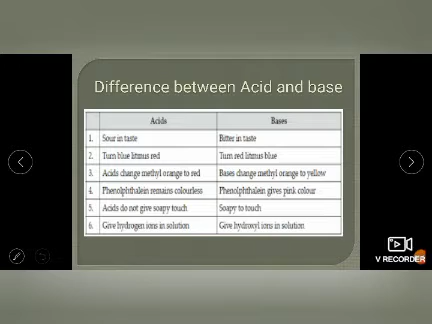 Difference between Acid and base
Acids Bases
1. Sour in taste Bitter in taste
2. Turn blue litmus red Turn red litmus blue
3. Acids change methyl orange to red Bases change methyl orange to yellow
4. Phenolphthalein remains colourless Phenolphthalein gives pink colour
5. Acids do not give soapy touch Soapy to touch
6. Give hydrogen ions in solution Give hydroxyl ions in solution
V RECORDER